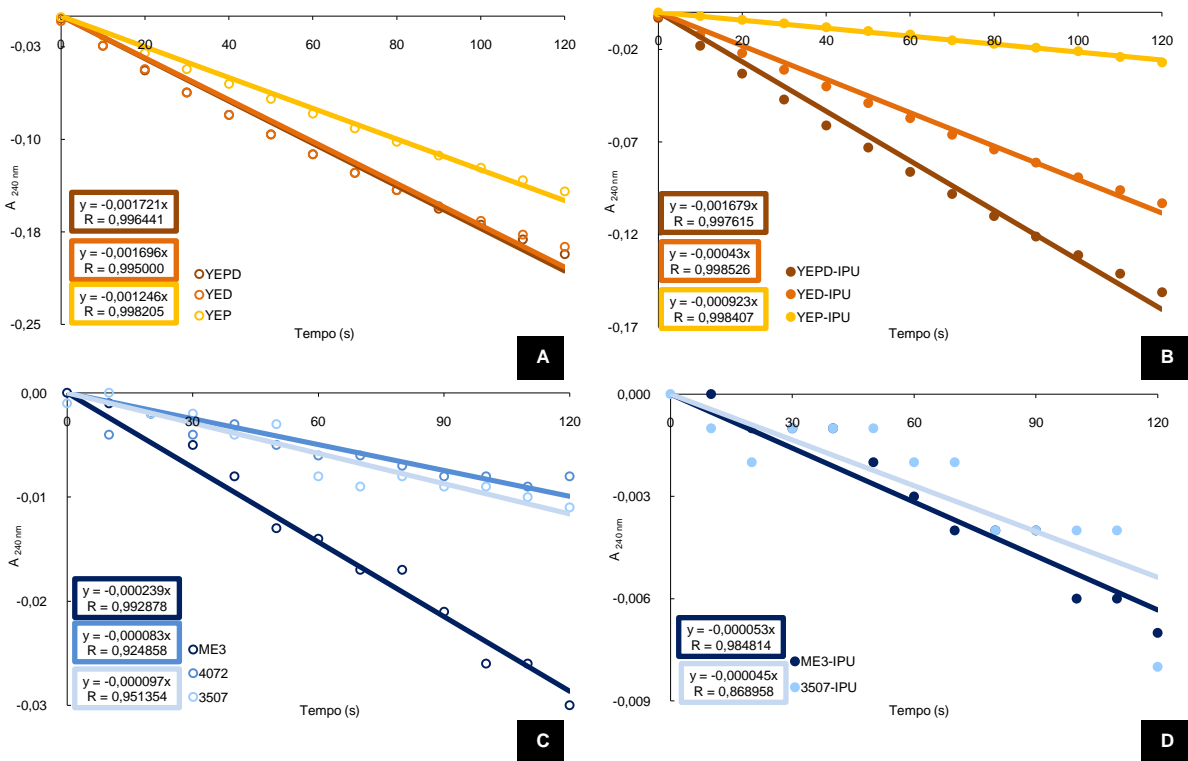 -0,03
-0,10
-0,18
-0,25
0 20 40 60 80 100 120
A 240 nm
Tempo (s)
y = -0,001721x
R = 0,996441
y = -0,001696x
R = 0,995000
y = -0,001246x
R = 0,998205
YEPD
YED
YEP
A
-0,02
-0,07
-0,12
-0,17
0 20 40 60 80 100 120
A 240 nm
Tempo (s)
y = -0,001679x
R = 0,997615
y = -0,00043x
R = 0,998526
y = -0,000923x
R = 0,998407
YEPD-IPU
YED-IPU
YEP-IPU
B
0,00
-0,01
-0,02
-0,03
0 30 60 90 120
A 240 nm
Tempo (s)
y = -0,000239x
R = 0,992878
y = -0,000083x
R = 0,924858
y = -0,000097x
R = 0,951354
ME3
4072
3507
C
0,000
-0,003
-0,006
-0,009
0 30 60 90 120
A 240 nm
Tempo (s)
y = -0,000053x
R = 0,984814
y = -0,000045x
R = 0,868958
ME3-IPU
3507-IPU
D